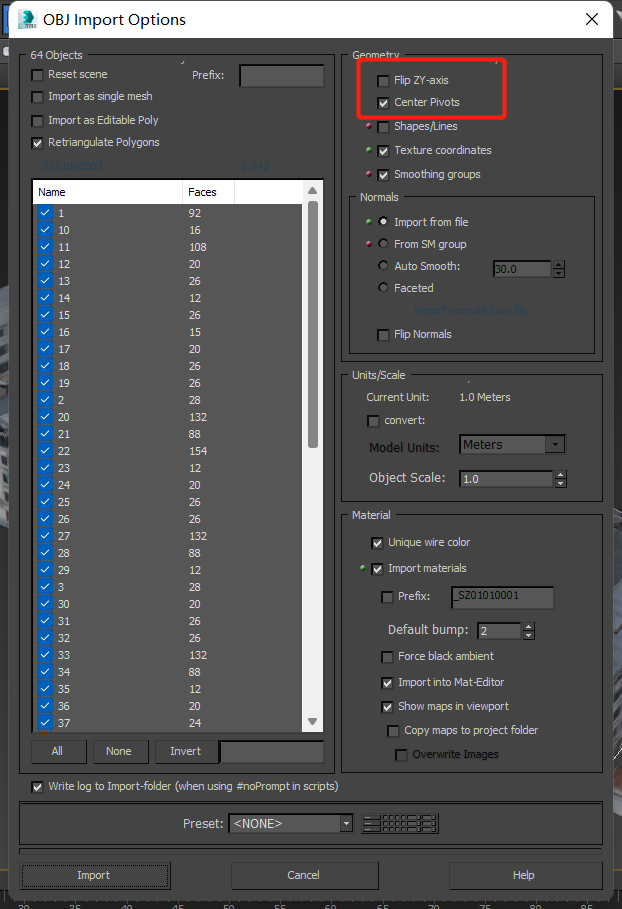 OBJ Import Options
64 Objects
Reset scene
Prefix:
Import as single mesh
Import as Editable Poly
Retriangulate Polygons
SZ01010001 2,992
Name Faces
1 92
10 16
11 108
12 20
13 26
14 12
15 26
16 15
17 20
18 26
19 26
2 28
20 132
21 88
22 154
23 12
24 20
25 26
26 26
27 132
28 88
29 12
3 28
30 20
31 26
32 26
33 132
34 88
35 12
36 20
37 24
All None Invert
Geometry
Flip ZY-axis
Center Pivots
Shapes/Lines
Texture coordinates
Smoothing groups
Normals
Import from file
From SM group
Auto Smooth: 30.0
Faceted
Import normals from file
Flip Normals
Units/Scale
Current Unit: 1.0 Meters
convert:
Model Units: Meters
Object Scale: 1.0
Material
Unique wire color
Import materials
Prefix: _SZ01010001
Default bump: 2
Force black ambient
Import into Mat-Editor
Show maps in viewport
Copy maps to project folder
Overwrite Images
Write log to Import-folder (when using #noPrompt in scripts)
Preset: <NONE>
Import Cancel Help